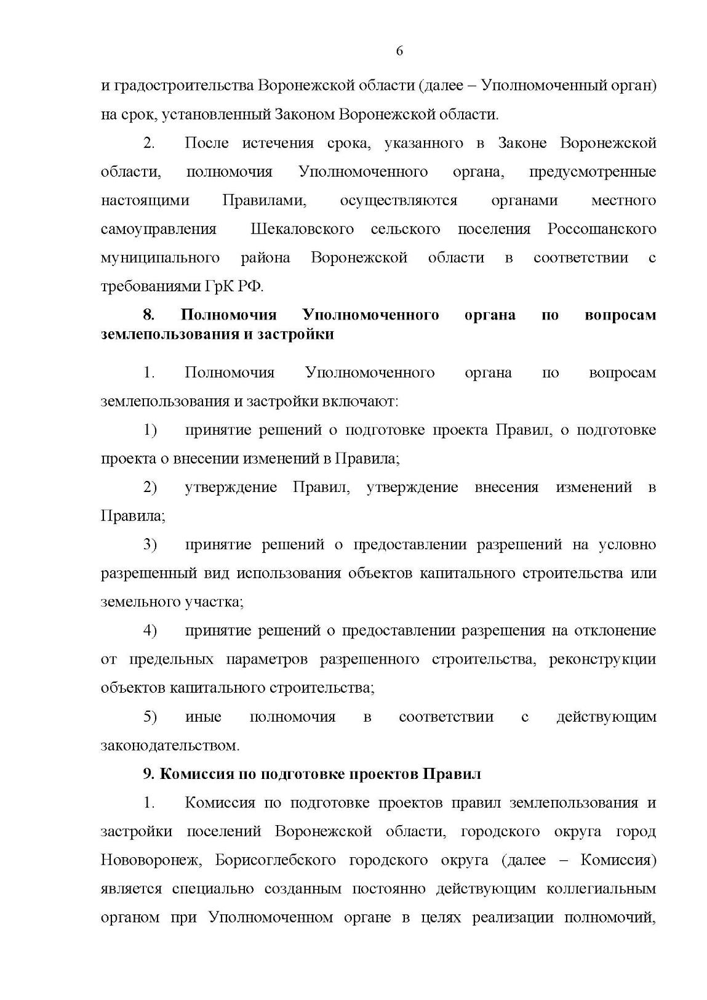 6
и градостроительства Воронежской области (далее – Уполномоченный орган)
на срок, установленный Законом Воронежской области.
2. После истечения срока, указанного в Законе Воронежской
области, полномочия Уполномоченного органа, предусмотренные
настоящими Правилами, осуществляются органами местного
самоуправления Шекаловского сельского поселения Россошанского
муниципального района Воронежской области в соответствии с
требованиями ГрК РФ.
8. Полномочия Уполномоченного органа по вопросам
землепользования и застройки
1. Полномочия Уполномоченного органа по вопросам
землепользования и застройки включают:
1) принятие решений о подготовке проекта Правил, о подготовке
проекта о внесении изменений в Правила;
2) утверждение Правил, утверждение внесения изменений в
Правила;
3) принятие решений о предоставлении разрешений на условно
разрешенный вид использования объектов капитального строительства или
земельного участка;
4) принятие решений о предоставлении разрешения на отклонение
от предельных параметров разрешенного строительства, реконструкции
объектов капитального строительства;
5) иные полномочия в соответствии с действующим
законодательством.
9. Комиссия по подготовке проектов Правил
1. Комиссия по подготовке проектов правил землепользования и
застройки поселений Воронежской области, городского округа город
Нововоронеж, Борисоглебского городского округа (далее – Комиссия)
является специально созданным постоянно действующим коллегиальным
органом при Уполномоченном органе в целях реализации полномочий,